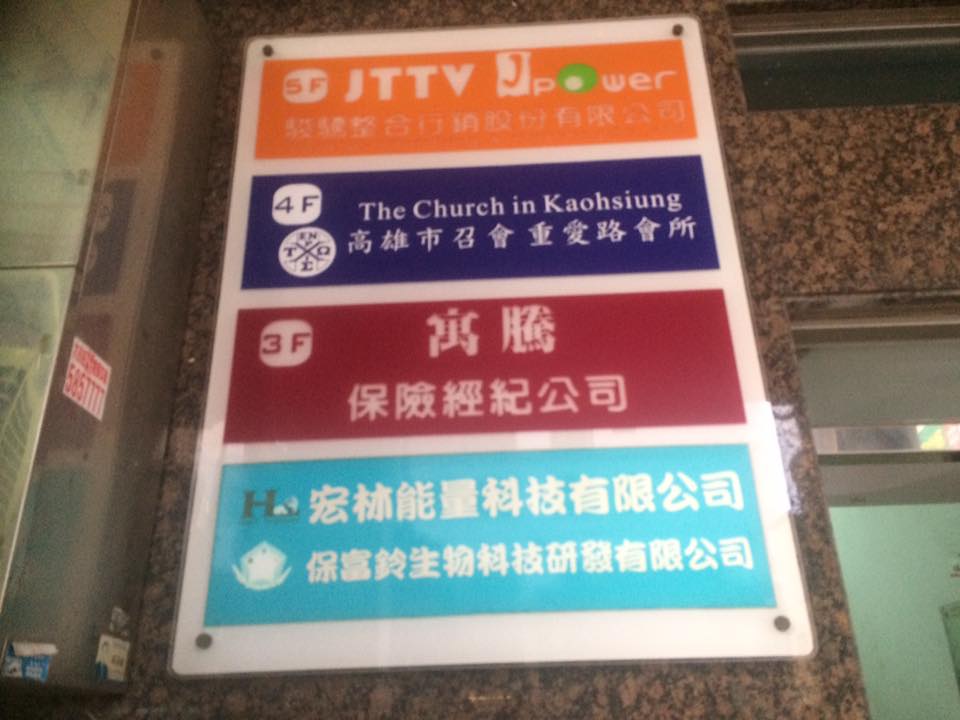 5F JTTV Jpower
駿驌整合行銷股份有限公司
4F The Church in Kaohsiung
高雄市召會重愛路會所
3F 寓騰
保險經紀公司
宏林能量科技有限公司
保富鈴生物科技研發有限公司
5857777